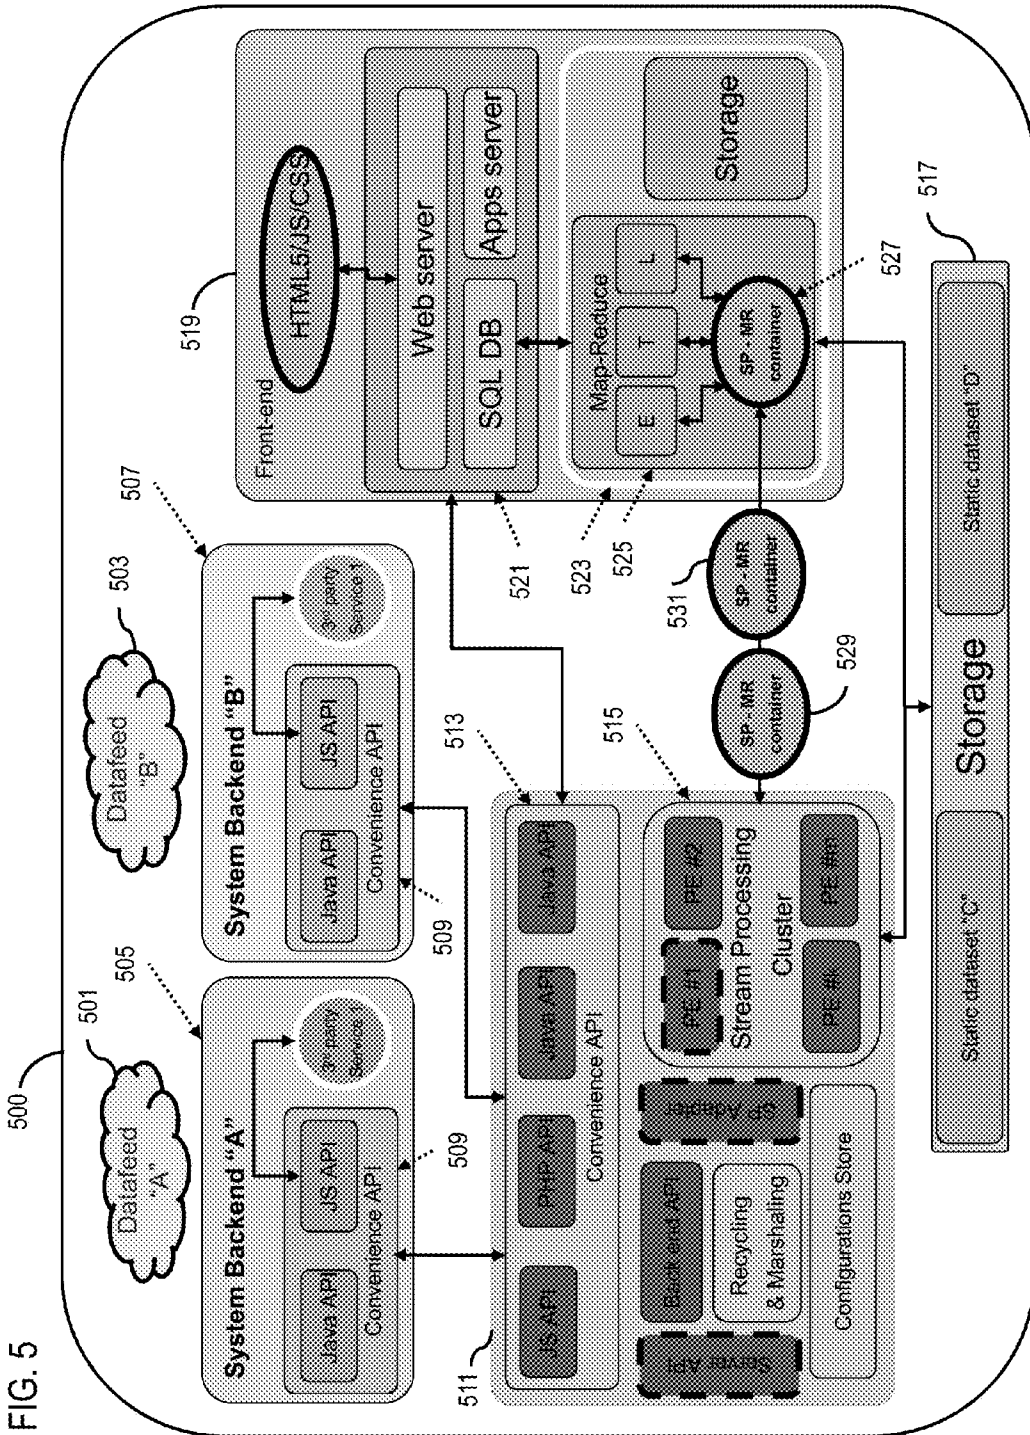 FIG. 5
500
Datafeed
"A"
501
Datafeed
"B"
503
System Backend "A"
505
Java API
JS API
Convenience API
3rd party
Service 1
509
System Backend "B"
507
Java API
JS API
Convenience API
3rd party
Service 1
509
519
Front-end
HTML5/JS/CSS
Web server
SQL DB
Apps server
521
523
525
Map-Reduce
E
T
L
SP - MR
container
527
Storage
511
JS API
PHP API
Java API
Java API
Convenience API
513
Server API
Backend API
SP Adapter
Recycling
& Marshaling
Configurations Store
515
PE #1
PE #2
Stream Processing
Cluster
SP - MR
container
529
SP - MR
container
531
517
Static dataset "C"
Storage
Static dataset "D"